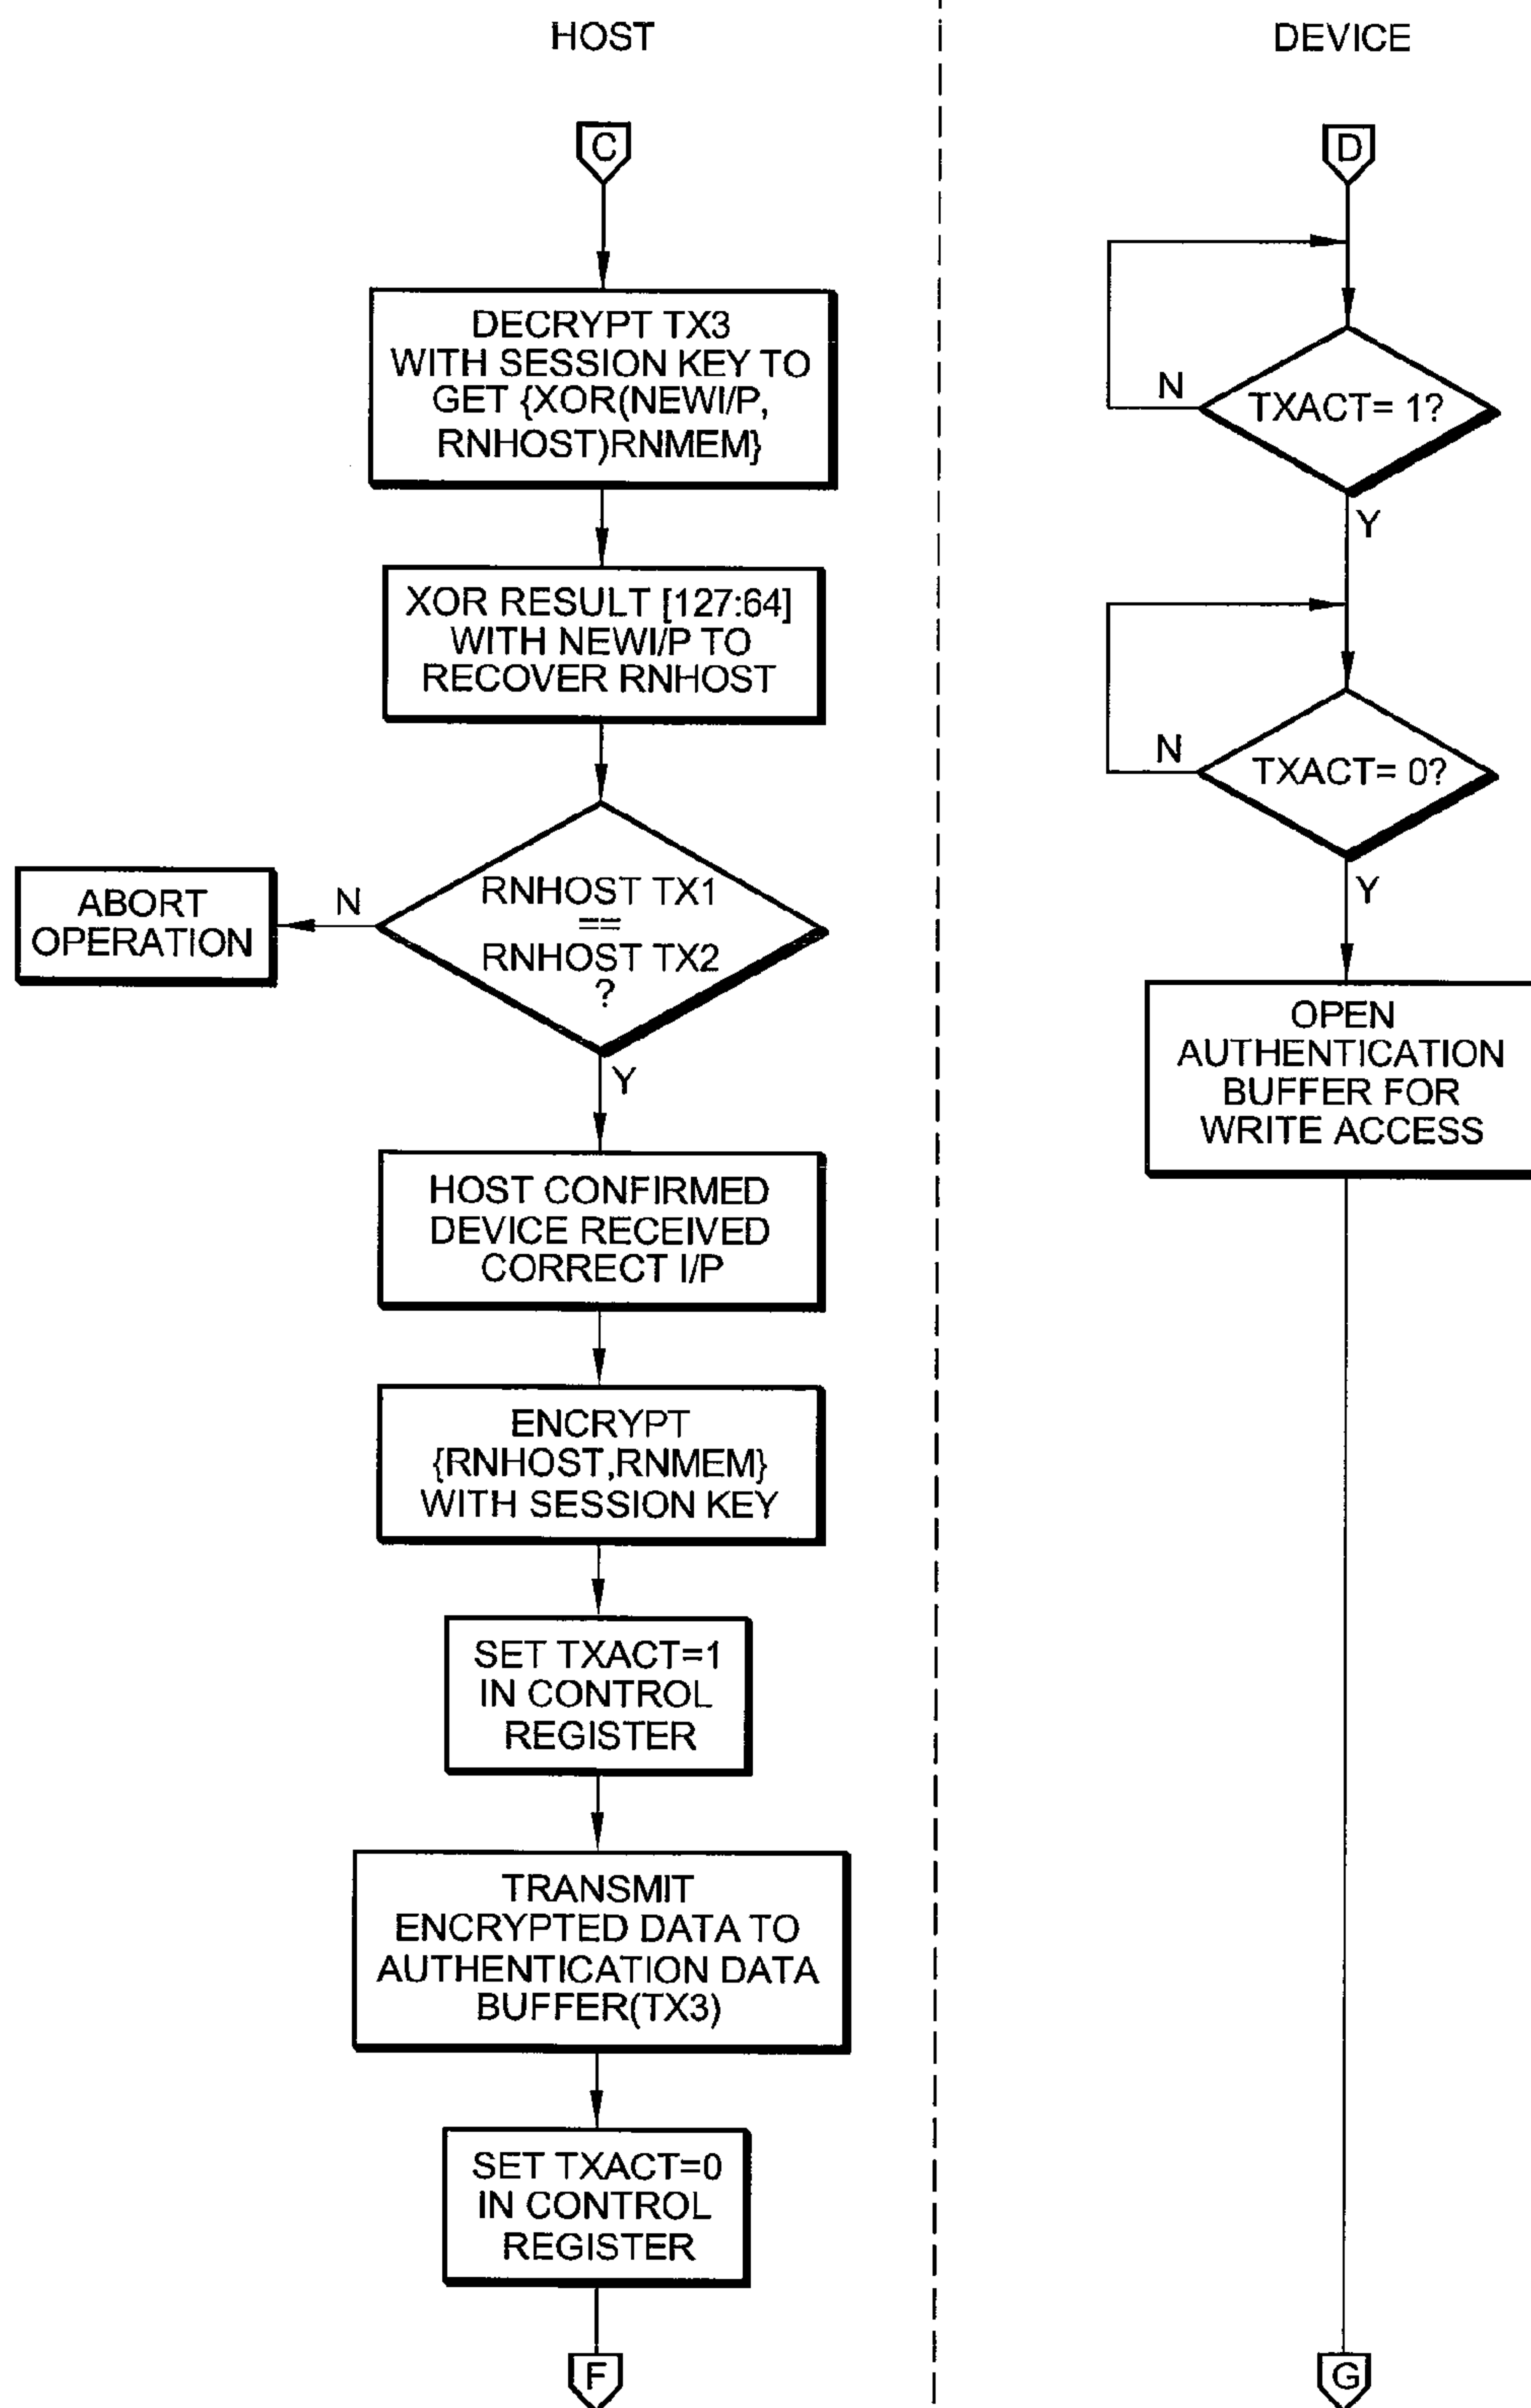 HOST
C
DECRYPT TX3
WITH SESSION KEY TO
GET {XOR(NEWI/P,
RNHOST)RNMEM}
XOR RESULT [127:64]
WITH NEWI/P TO
RECOVER RNHOST
RNHOST TX1
==
RNHOST TX2
?
N
ABORT
OPERATION
Y
HOST CONFIRMED
DEVICE RECEIVED
CORRECT I/P
ENCRYPT
{RNHOST,RNMEM}
WITH SESSION KEY
SET TXACT=1
IN CONTROL
REGISTER
TRANSMIT
ENCRYPTED DATA TO
AUTHENTICATION DATA
BUFFER(TX3)
SET TXACT=0
IN CONTROL
REGISTER
F
DEVICE
D
N
TXACT= 1?
Y
N
TXACT= 0?
Y
OPEN
AUTHENTICATION
BUFFER FOR
WRITE ACCESS
G